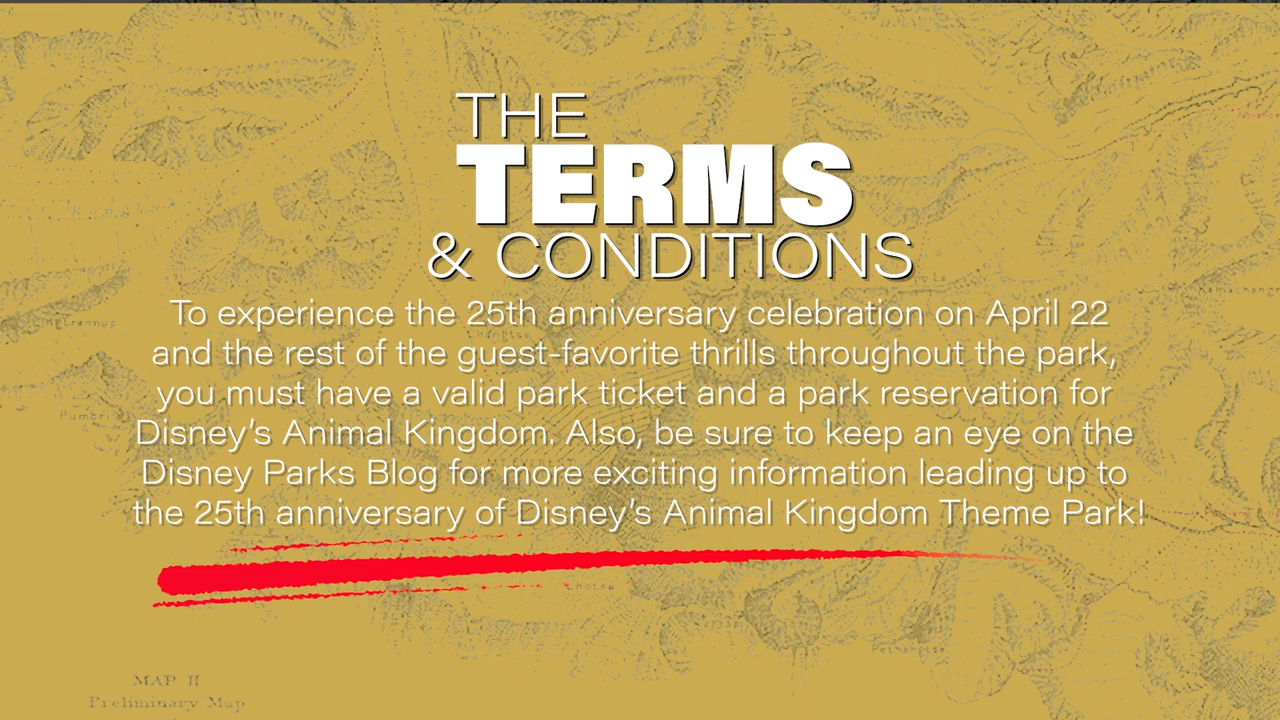 THE
TERMS
& CONDITIONS
To experience the 25th anniversary celebration on April 22
and the rest of the guest-favorite thrills throughout the park,
you must have a valid park ticket and a park reservation for
Disney's Animal Kingdom. Also, be sure to keep an eye on the
Disney Parks Blog for more exciting information leading up to
the 25th anniversary of Disney's Animal Kingdom Theme Park!
MAP II
Preliminary Map